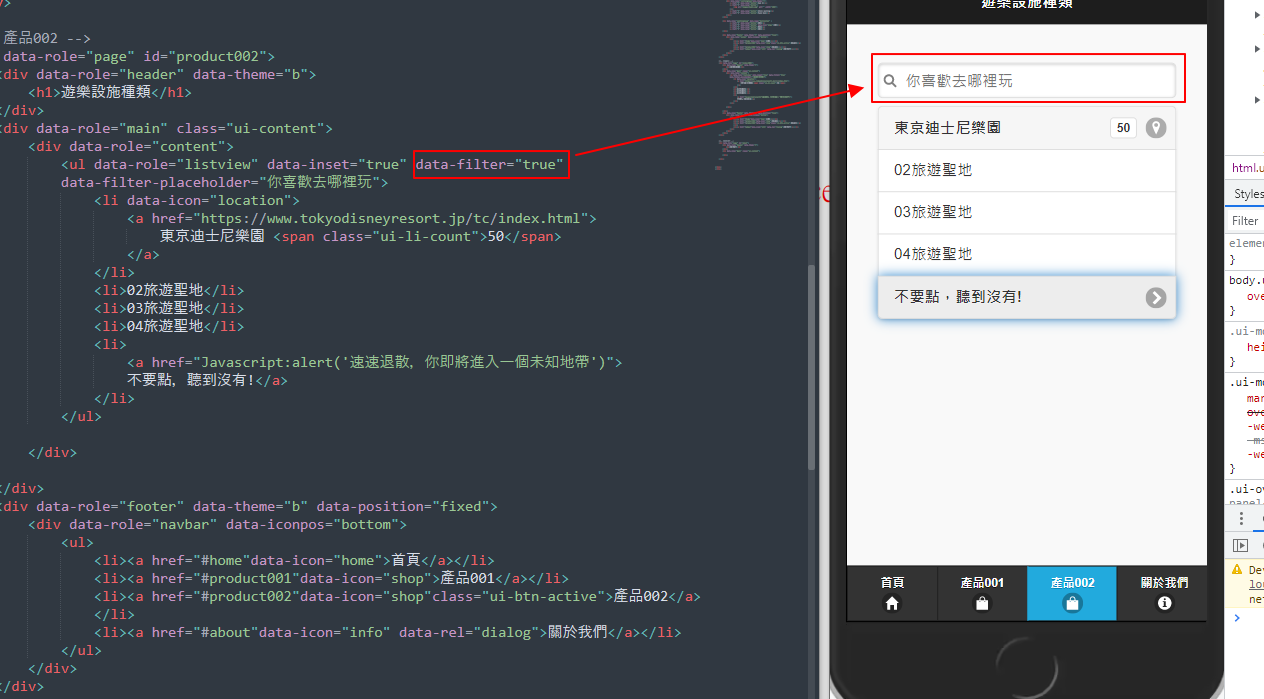 />
產品002 -->
data-role="page" id="product002">
<div data-role="header" data-theme="b">
<h1>遊樂設施種類</h1>
</div>
<div data-role="main" class="ui-content">
<div data-role="content">
<ul data-role="listview" data-inset="true" data-filter="true"
data-filter-placeholder="你喜歡去哪裡玩">
<li data-icon="location">
<a href="https://www.tokyodisneyresort.jp/tc/index.html">
東京迪士尼樂園 <span class="ui-li-count">50</span>
</a>
</li>
<li>02旅遊聖地</li>
<li>03旅遊聖地</li>
<li>04旅遊聖地</li>
<li>
<a href="Javascript:alert('速速退散, 你即將進入一個未知地帶')">
不要點, 聽到沒有!</a>
</li>
</ul>
</div>
</div>
<div data-role="footer" data-theme="b" data-position="fixed">
<div data-role="navbar" data-iconpos="bottom">
<ul>
<li><a href="#home"data-icon="home">首頁</a></li>
<li><a href="#product001"data-icon="shop">產品001</a></li>
<li><a href="#product002"data-icon="shop"class="ui-btn-active">產品002</a>
</li>
<li><a href="#about"data-icon="info" data-rel="dialog">關於我們</a></li>
</ul>
</div>
</div>
遊樂設施種類
你喜歡去哪裡玩
東京迪士尼樂園 50
02旅遊聖地
03旅遊聖地
04旅遊聖地
不要點，聽到沒有!
首頁 產品001 產品002 關於我們
html.u
Styles
Filter
elemen
}
body.u
ove
}
.ui-mo
hei
}
.ui-mo
mar
ove
-we
-ms
-we
}
.ui-ov
Dev
lou
net